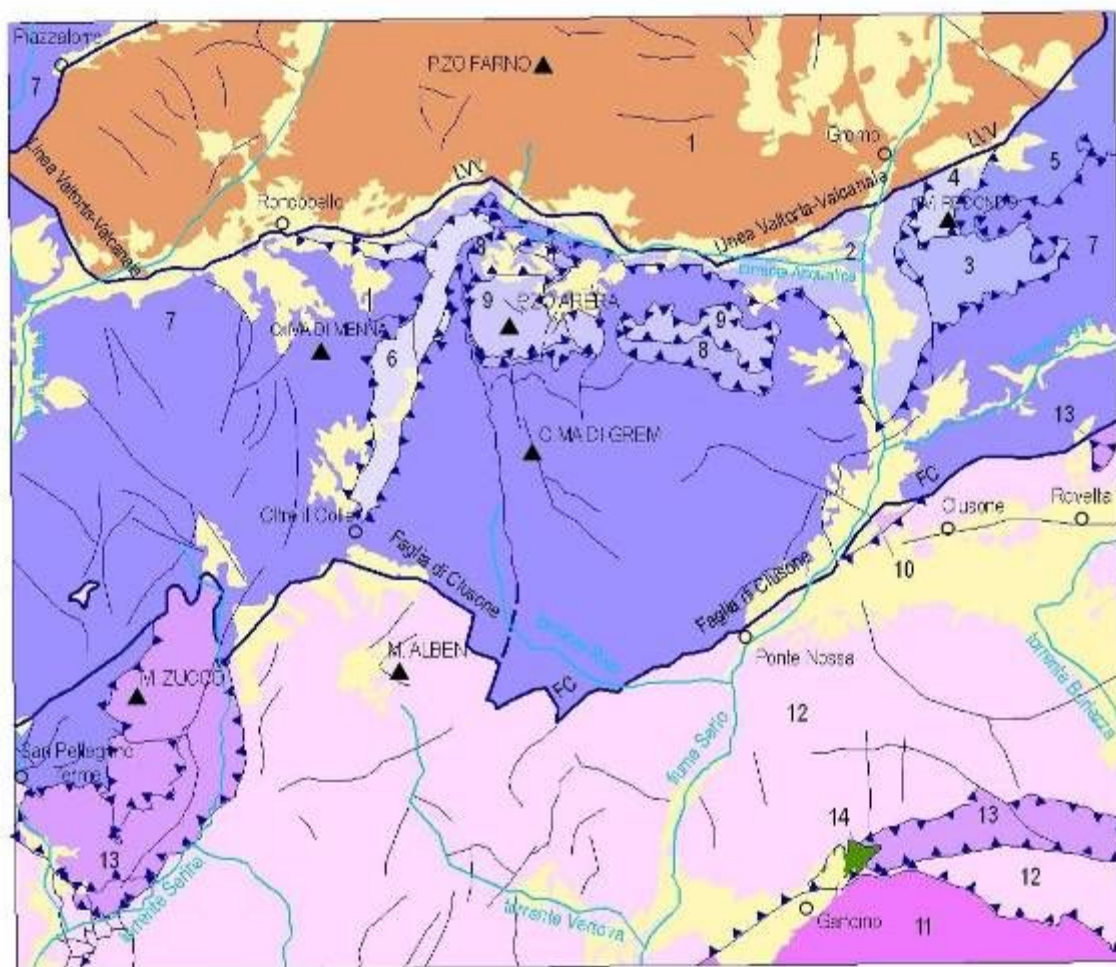 Piazzatorre
7
P.ZO FARNO
1
Gromo
LVV
5
4
Linea Valtorta-Valcanale
LVV
Roncobello
Linea Valtorta-Valcanale
2
7
3
torrente Acqualina
1
7
9
P.ZO ARERA
9
CIMA DI MENNA
6
8
13
C.MA DI GREM
FC
Clusone
Rovetta
Oltre il Colle
Faglia di Clusone
10
Faglia di Clusone
Ponte Nossa
M. ALBEN
M. ZUCCO
FC
12
San Pellegrino
Terme
fiume Serio
14
13
13
12
torrente Vertova
Gandino
11